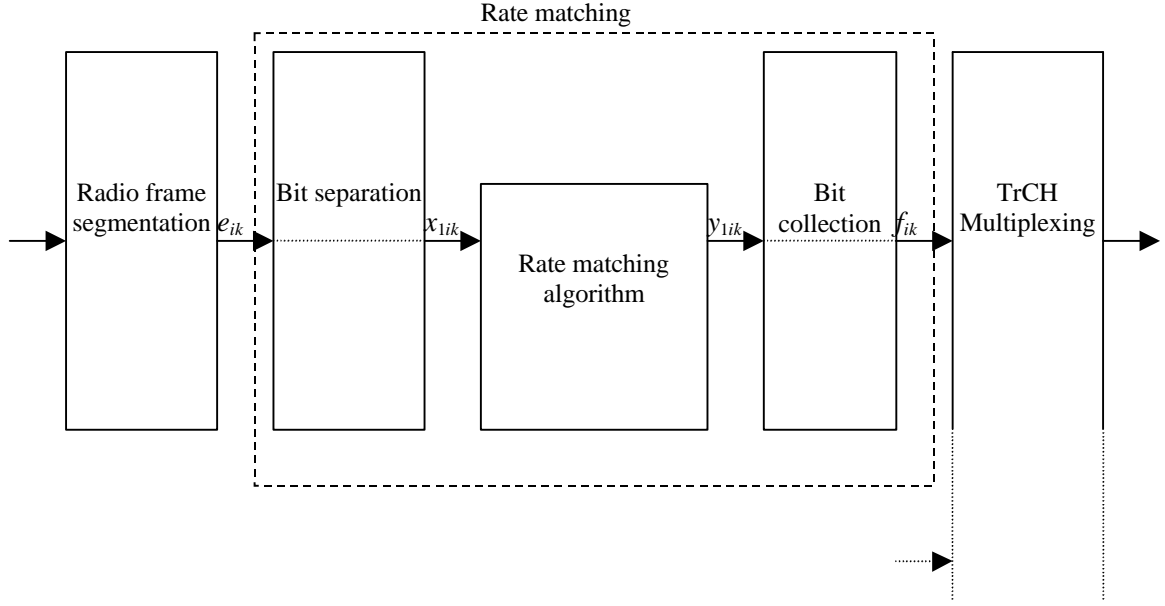 Rate matching
Radio frame
segmentation
e_ik
Bit separation
x_1ik
Rate matching
algorithm
y_1ik
Bit
collection
f_ik
TrCH
Multiplexing